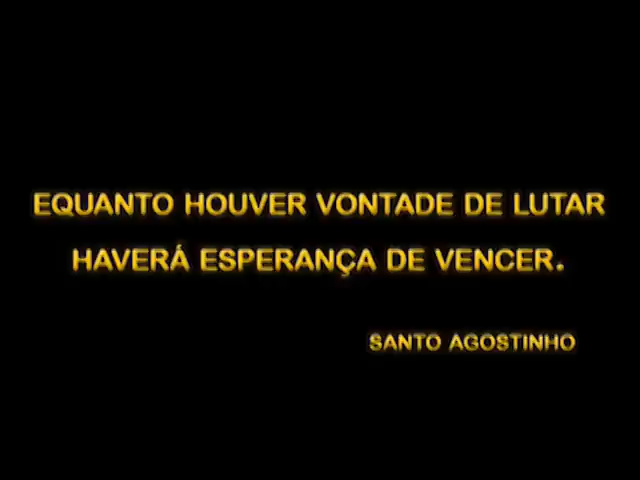 EQUANTO HOUVER VONTADE DE LUTAR
HAVERÁ ESPERANÇA DE VENCER.
SANTO AGOSTINHO